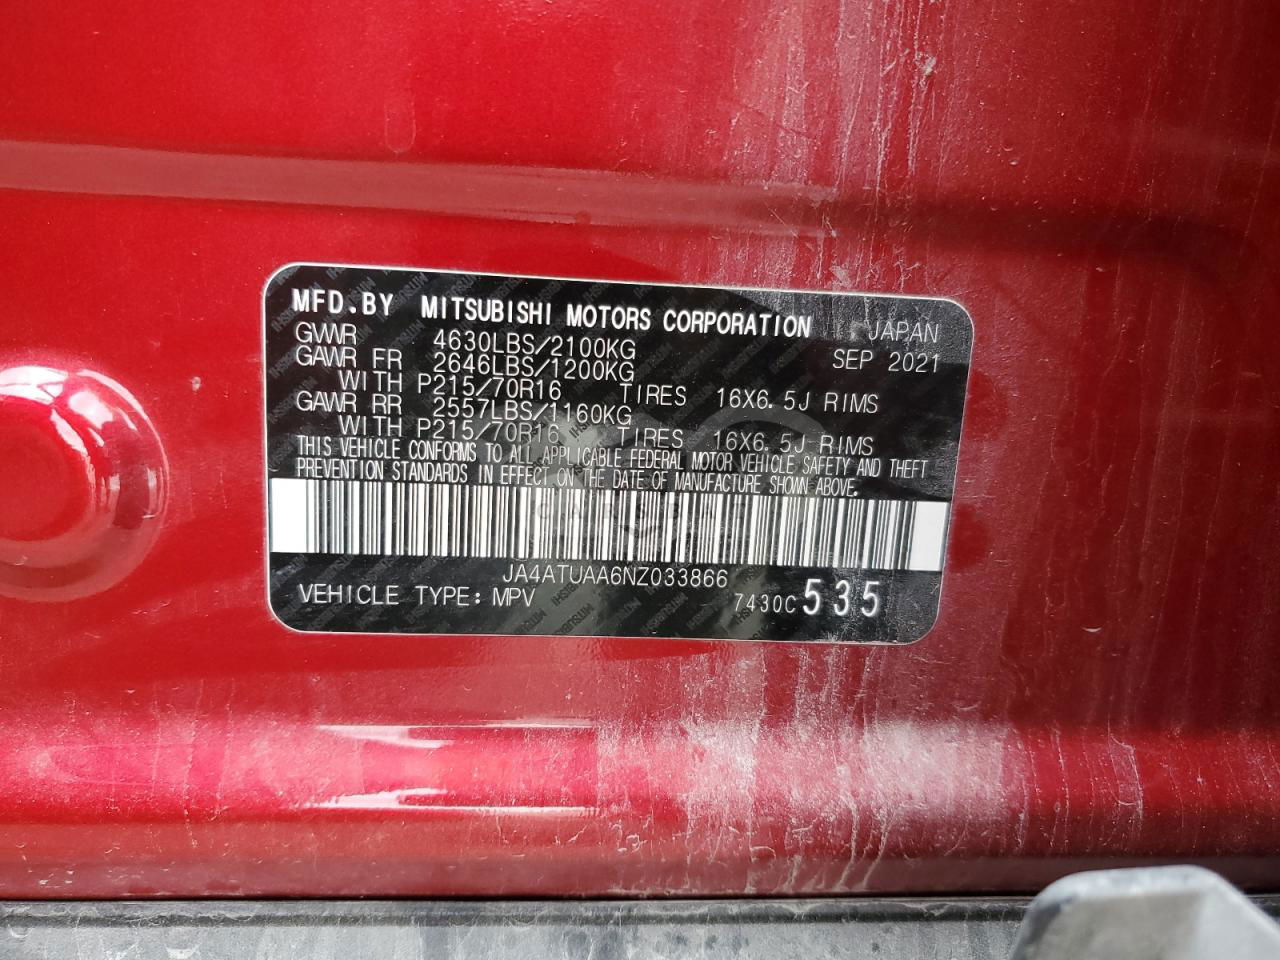 MFD.BY MITSUBISHI MOTORS CORPORATION JAPAN
GVWR 4630LBS/2100KG SEP 2021
GAWR FR 2646LBS/1200KG
WITH P215/70R16 TIRES 16X6.5J RIMS
GAWR RR 2557LBS/1160KG
WITH P215/70R16 TIRES 16X6.5J RIMS
THIS VEHICLE CONFORMS TO ALL APPLICABLE FEDERAL MOTOR VEHICLE SAFETY AND THEFT
PREVENTION STANDARDS IN EFFECT ON THE DATE OF MANUFACTURE SHOWN ABOVE.
JA4ATUAA6NZ033866
VEHICLE TYPE: MPV 7430C 535